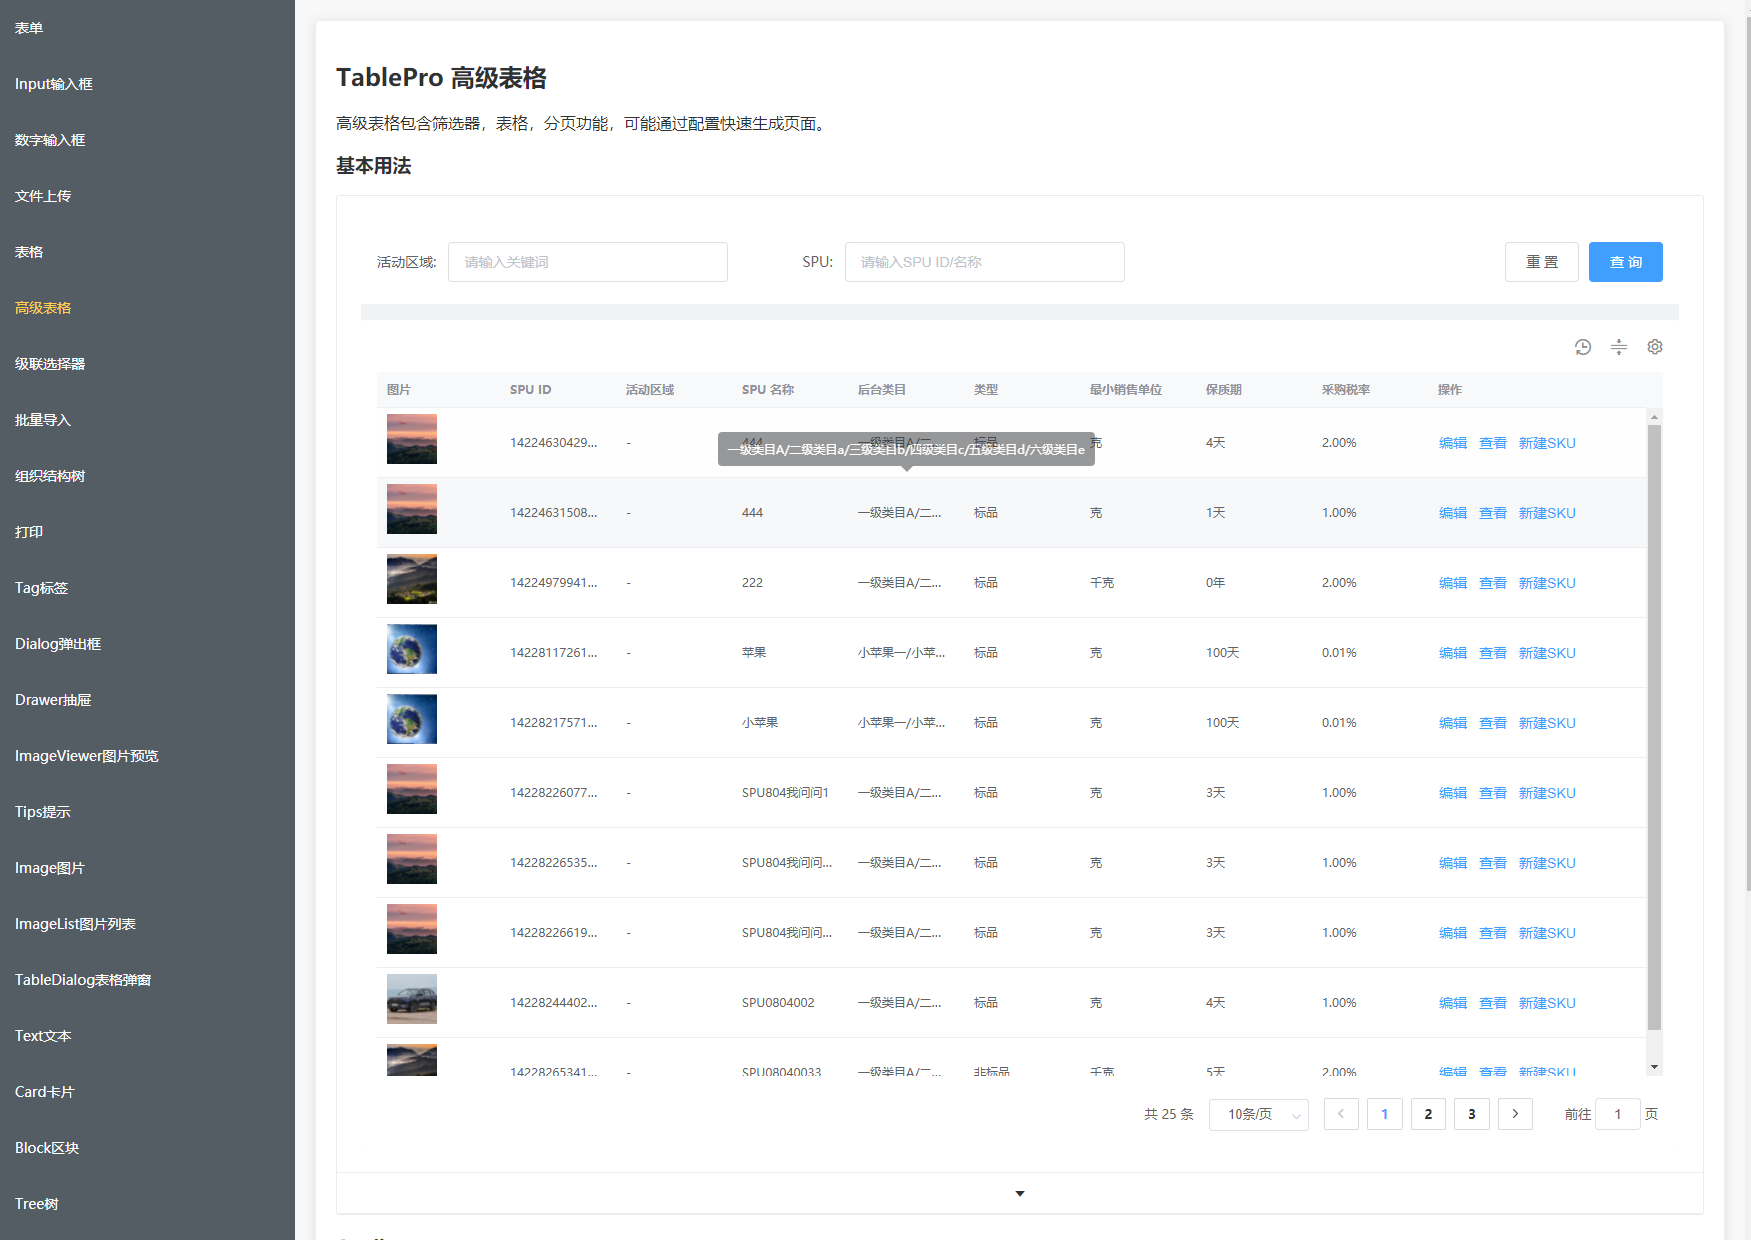 表单
Input输入框
数字输入框
文件上传
表格
高级表格
级联选择器
批量导入
组织结构树
打印
Tag标签
Dialog弹出框
Drawer抽屉
ImageViewer图片预览
Tips提示
Image图片
ImageList图片列表
TableDialog表格弹窗
Text文本
Card卡片
Block区块
Tree树
TablePro 高级表格
高级表格包含筛选器，表格，分页功能，可能通过配置快速生成页面。
基本用法
活动区域: 请输入关键词 SPU: 请输入SPU ID/名称 重 置 查 询
图片 SPU ID 活动区域 SPU 名称 后台类目 类型 最小销售单位 保质期 采购税率 操作
14224630429... - 444 一级类目A/二... 标品 克 4天 2.00% 编辑 查看 新建SKU
一级类目A/二级类目a/三级类目b/四级类目c/五级类目d/六级类目e
14224631508... - 444 一级类目A/二... 标品 克 1天 1.00% 编辑 查看 新建SKU
14224979941... - 222 一级类目A/二... 标品 千克 0年 2.00% 编辑 查看 新建SKU
14228117261... - 苹果 小苹果一/小苹... 标品 克 100天 0.01% 编辑 查看 新建SKU
14228217571... - 小苹果 小苹果一/小苹... 标品 克 100天 0.01% 编辑 查看 新建SKU
14228226077... - SPU804我问问1 一级类目A/二... 标品 克 3天 1.00% 编辑 查看 新建SKU
14228226535... - SPU804我问问... 一级类目A/二... 标品 克 3天 1.00% 编辑 查看 新建SKU
14228226619... - SPU804我问问... 一级类目A/二... 标品 克 3天 1.00% 编辑 查看 新建SKU
14228244402... - SPU0804002 一级类目A/二... 标品 克 4天 1.00% 编辑 查看 新建SKU
14228265341... - SPU08040033 一级类目A/二... 非标品 千克 5天 2.00% 编辑 查看 新建SKU
共 25 条 10条/页 1 2 3 前往 1 页